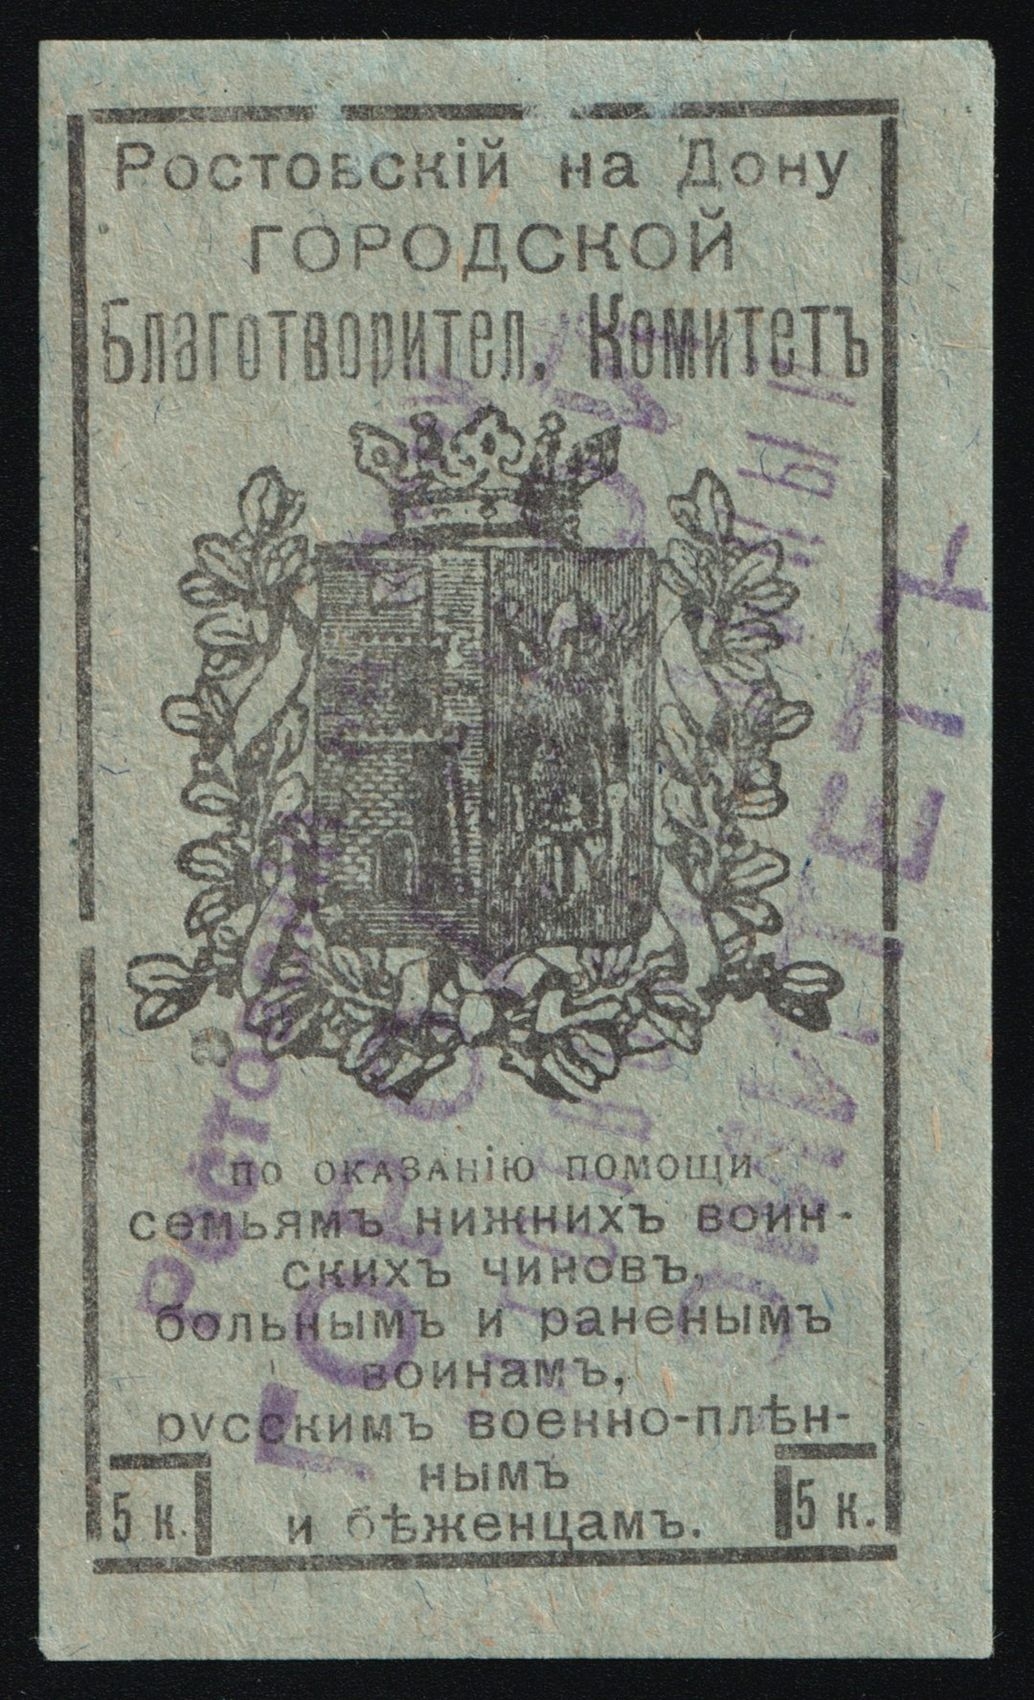 Ростовскій на Дону
ГОРОДСКОЙ
Благотворител. Комитетъ
по оказанію помощи
семьямъ нижнихъ воин-
скихъ чиновъ,
больнымъ и раненымъ
воинамъ,
русскимъ военно-плѣн-
нымъ
и бѣженцамъ.
5 к.
5 к.